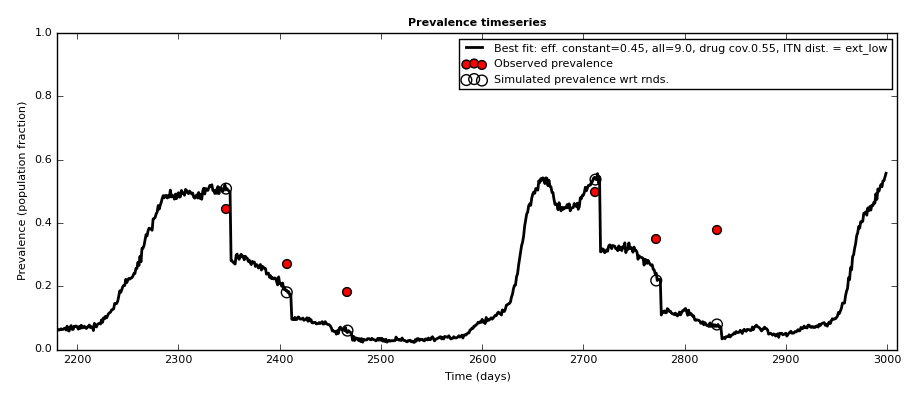 Prevalence timeseries
Best fit: eff. constant=0.45, all=9.0, drug cov.0.55, ITN dist. = ext_low
Observed prevalence
Simulated prevalence wrt rnds.
Prevalence (population fraction)
1.0
0.8
0.6
0.4
0.2
0.0
2200 2300 2400 2500 2600 2700 2800 2900 3000
Time (days)